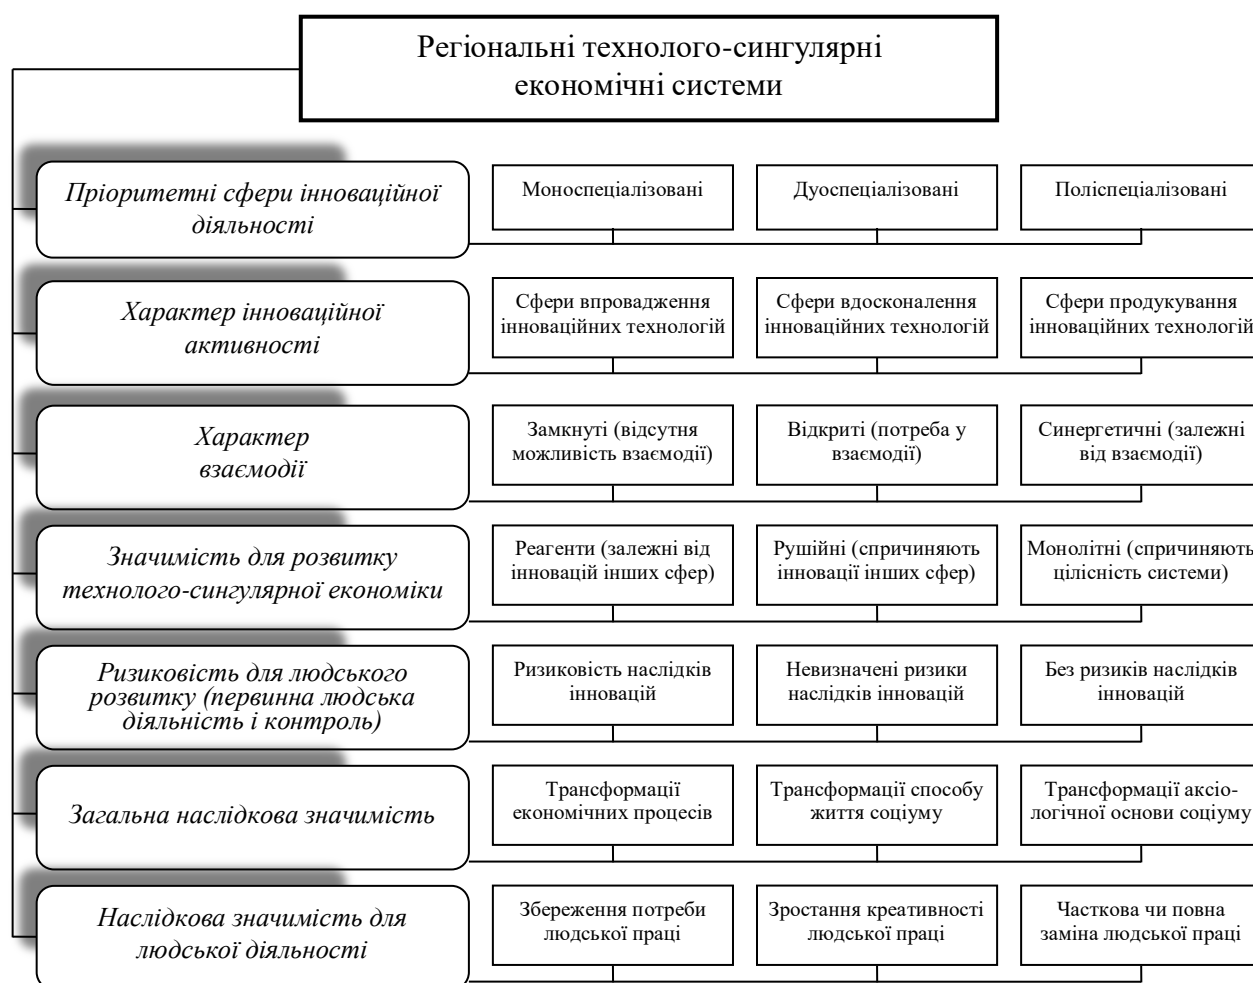 Регіональні технолого-сингулярні
економічні системи
Пріоритетні сфери інноваційної
діяльності
Моноспеціалізовані
Дуоспеціалізовані
Поліспеціалізовані
Характер інноваційної
активності
Сфери впровадження
інноваційних технологій
Сфери вдосконалення
інноваційних технологій
Сфери продукування
інноваційних технологій
Характер
взаємодії
Замкнуті (відсутня
можливість взаємодії)
Відкриті (потреба у
взаємодії)
Синергетичні (залежні
від взаємодії)
Значимість для розвитку
технолого-сингулярної економіки
Реагенти (залежні від
інновацій інших сфер)
Рушійні (спричиняють
інновації інших сфер)
Монолітні (спричиняють
цілісність системи)
Ризиковість для людського
розвитку (первинна людська
діяльність і контроль)
Ризиковість наслідків
інновацій
Невизначені ризики
наслідків інновацій
Без ризиків наслідків
інновацій
Загальна наслідкова значимість
Трансформації
економічних процесів
Трансформації способу
життя соціуму
Трансформації аксіо-
логічної основи соціуму
Наслідкова значимість для
людської діяльності
Збереження потреби
людської праці
Зростання креативності
людської праці
Часткова чи повна
заміна людської праці